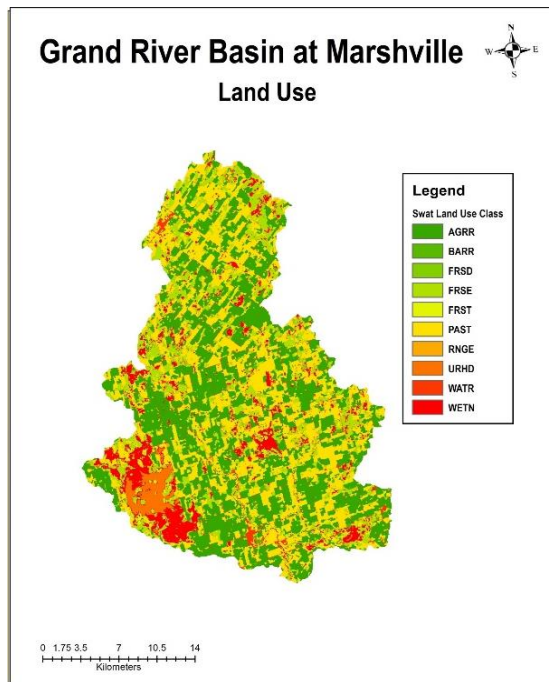 Grand River Basin at Marshville
Land Use
N
W E
S
Legend
Swat Land Use Class
AGRR
BARR
FRSD
FRSE
FRST
PAST
RNGE
URHD
WATR
WETN
0 1.75 3.5 7 10.5 14
Kilometers